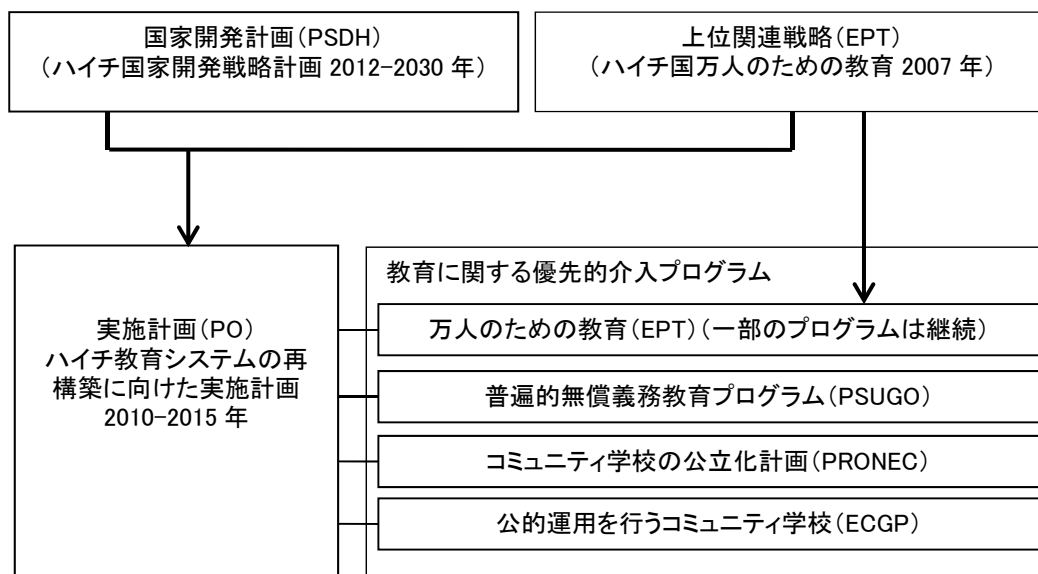 国家開発計画(PSDH)
(ハイチ国家開発戦略計画 2012-2030 年)
上位関連戦略(EPT)
(ハイチ国万人のための教育 2007 年)
実施計画(PO)
ハイチ教育システムの再
構築に向けた実施計画
2010-2015 年
教育に関する優先的介入プログラム
万人のための教育(EPT)(一部のプログラムは継続)
普遍的無償義務教育プログラム(PSUGO)
コミュニティ学校の公立化計画(PRONEC)
公的運用を行うコミュニティ学校(ECGP)